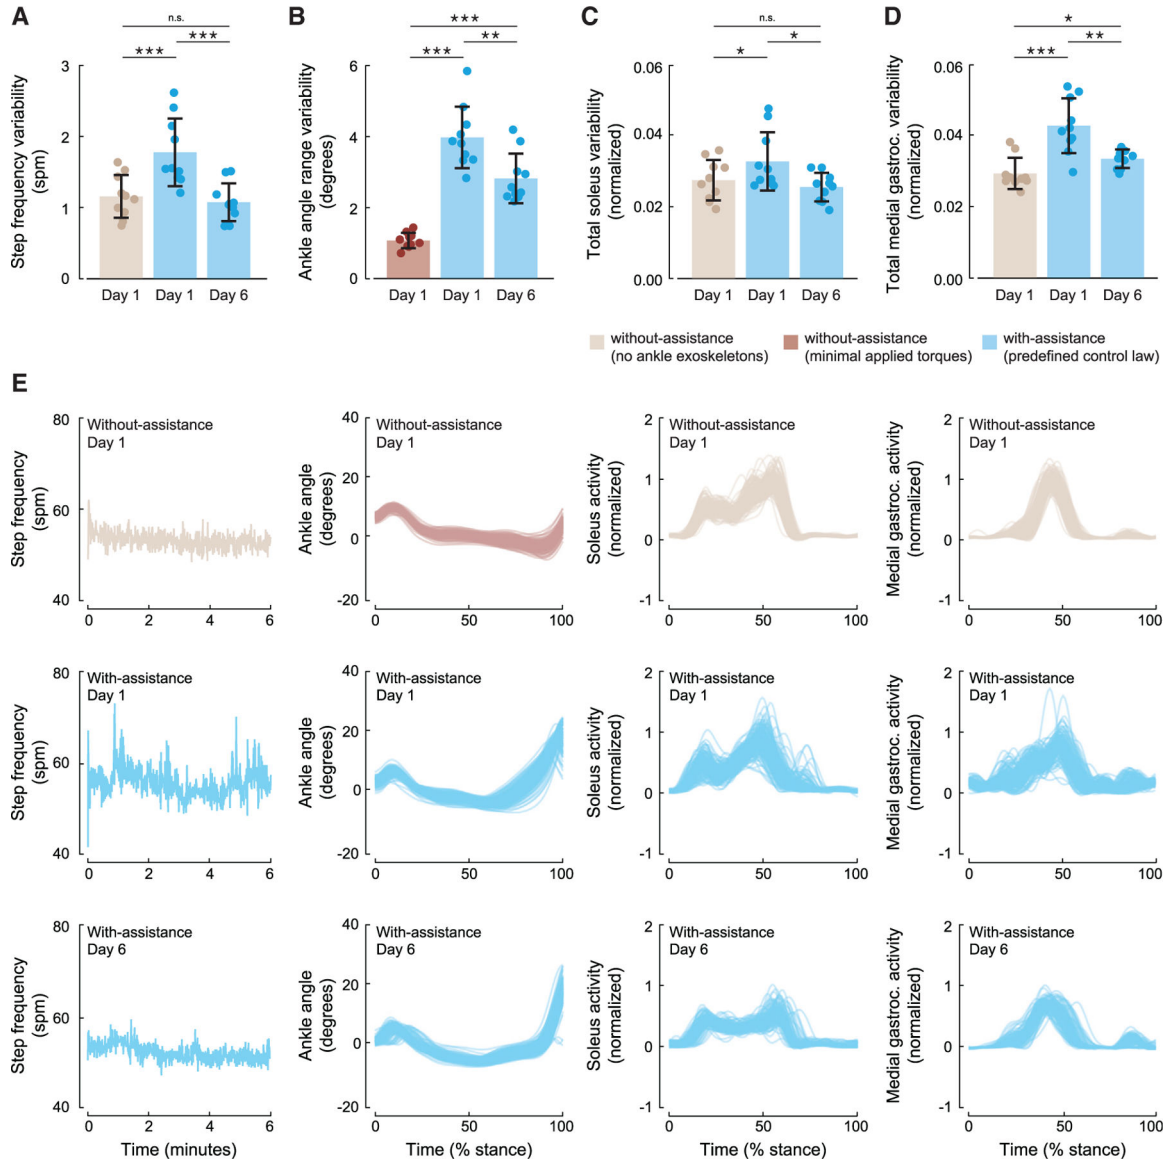 A
B
C
D
n.s.
***
***
***
**
***
n.s.
*
*
*
**
***
Step frequency variability
(spm)
3
2
1
0
Day 1
Day 1
Day 6
Ankle angle range variability
(degrees)
6
4
2
0
Day 1
Day 1
Day 6
Total soleus variability
(normalized)
0.06
0.04
0.02
0.00
Day 1
Day 1
Day 6
Total medial gastroc. variability
(normalized)
0.06
0.04
0.02
0.00
Day 1
Day 1
Day 6
without-assistance
(no ankle exoskeletons)
without-assistance
(minimal applied torques)
with-assistance
(predefined control law)
E
Step frequency
(spm)
80
60
40
Without-assistance
Day 1
0 2 4 6
Ankle angle
(degrees)
40
20
0
-20
Without-assistance
Day 1
0 50 100
Soleus activity
(normalized)
2
1
0
-1
Without-assistance
Day 1
0 50 100
Medial gastroc. activity
(normalized)
2
1
0
-1
Without-assistance
Day 1
0 50 100
Step frequency
(spm)
80
60
40
With-assistance
Day 1
0 2 4 6
Ankle angle
(degrees)
40
20
0
-20
With-assistance
Day 1
0 50 100
Soleus activity
(normalized)
2
1
0
-1
With-assistance
Day 1
0 50 100
Medial gastroc. activity
(normalized)
2
1
0
-1
With-assistance
Day 1
0 50 100
Step frequency
(spm)
80
60
40
With-assistance
Day 6
0 2 4 6
Time (minutes)
Ankle angle
(degrees)
40
20
0
-20
With-assistance
Day 6
0 50 100
Time (% stance)
Soleus activity
(normalized)
2
1
0
-1
With-assistance
Day 6
0 50 100
Time (% stance)
Medial gastroc. activity
(normalized)
2
1
0
-1
With-assistance
Day 6
0 50 100
Time (% stance)